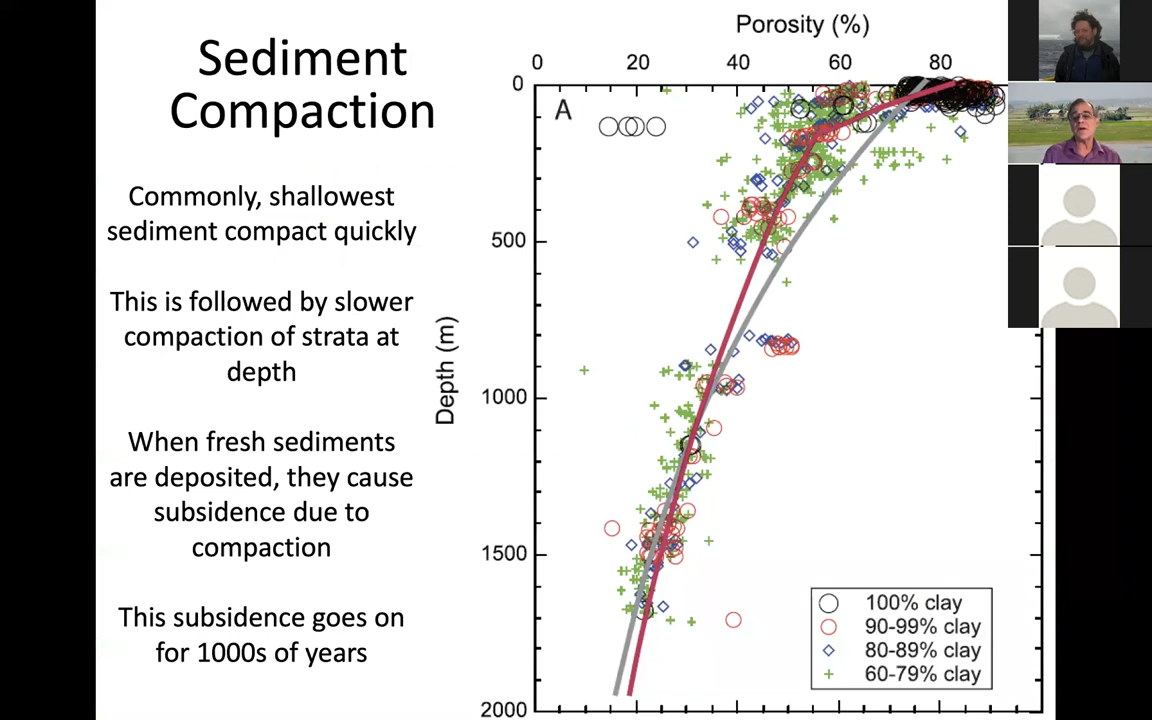 Sediment
Compaction
Commonly, shallowest
sediment compact quickly
This is followed by slower
compaction of strata at
depth
When fresh sediments
are deposited, they cause
subsidence due to
compaction
This subsidence goes on
for 1000s of years
Porosity (%)
0 20 40 60 80
A
Depth (m)
0
500
1000
1500
2000
100% clay
90-99% clay
80-89% clay
60-79% clay